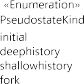 «Enumeration»
PseudostateKind
initial
deephistory
shallowhistory
fork